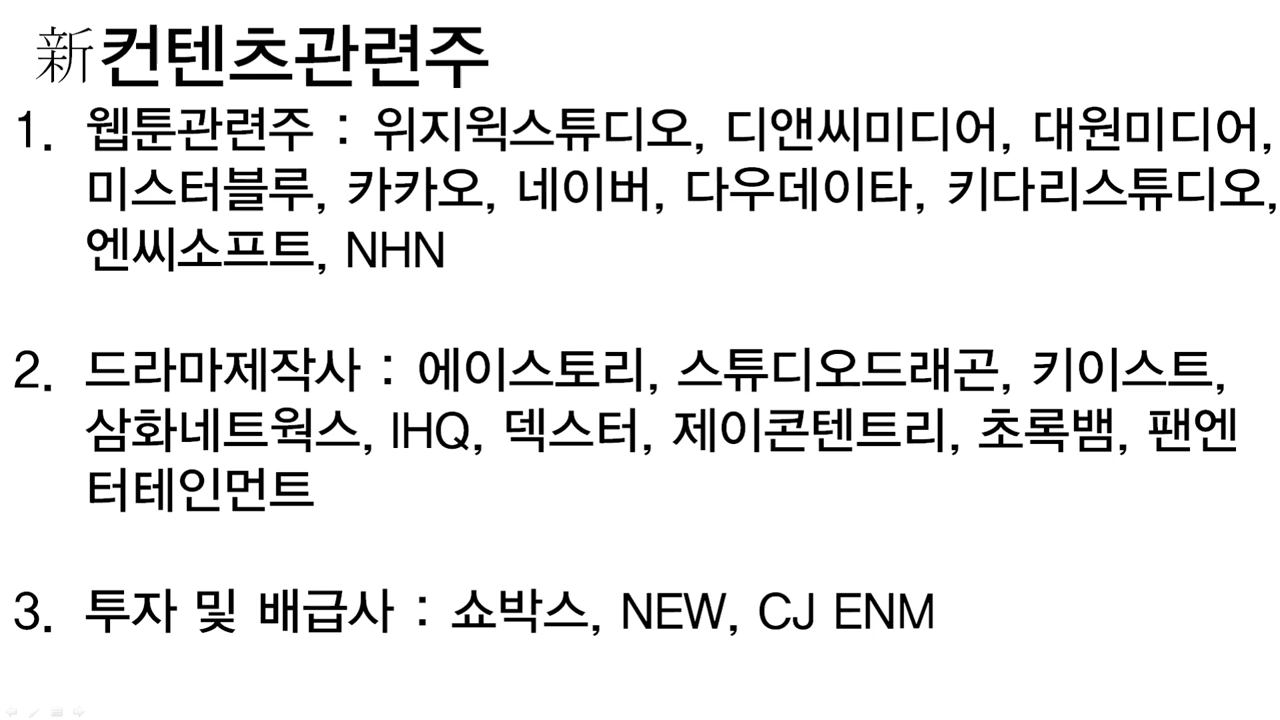 新컨텐츠관련주
1. 웹툰관련주 : 위지윅스튜디오, 디앤씨미디어, 대원미디어,
미스터블루, 카카오, 네이버, 다우데이타, 키다리스튜디오,
엔씨소프트, NHN
2. 드라마제작사 : 에이스토리, 스튜디오드래곤, 키이스트,
삼화네트웍스, IHQ, 덱스터, 제이콘텐트리, 초록뱀, 팬엔
터테인먼트
3. 투자 및 배급사 : 쇼박스, NEW, CJ ENM